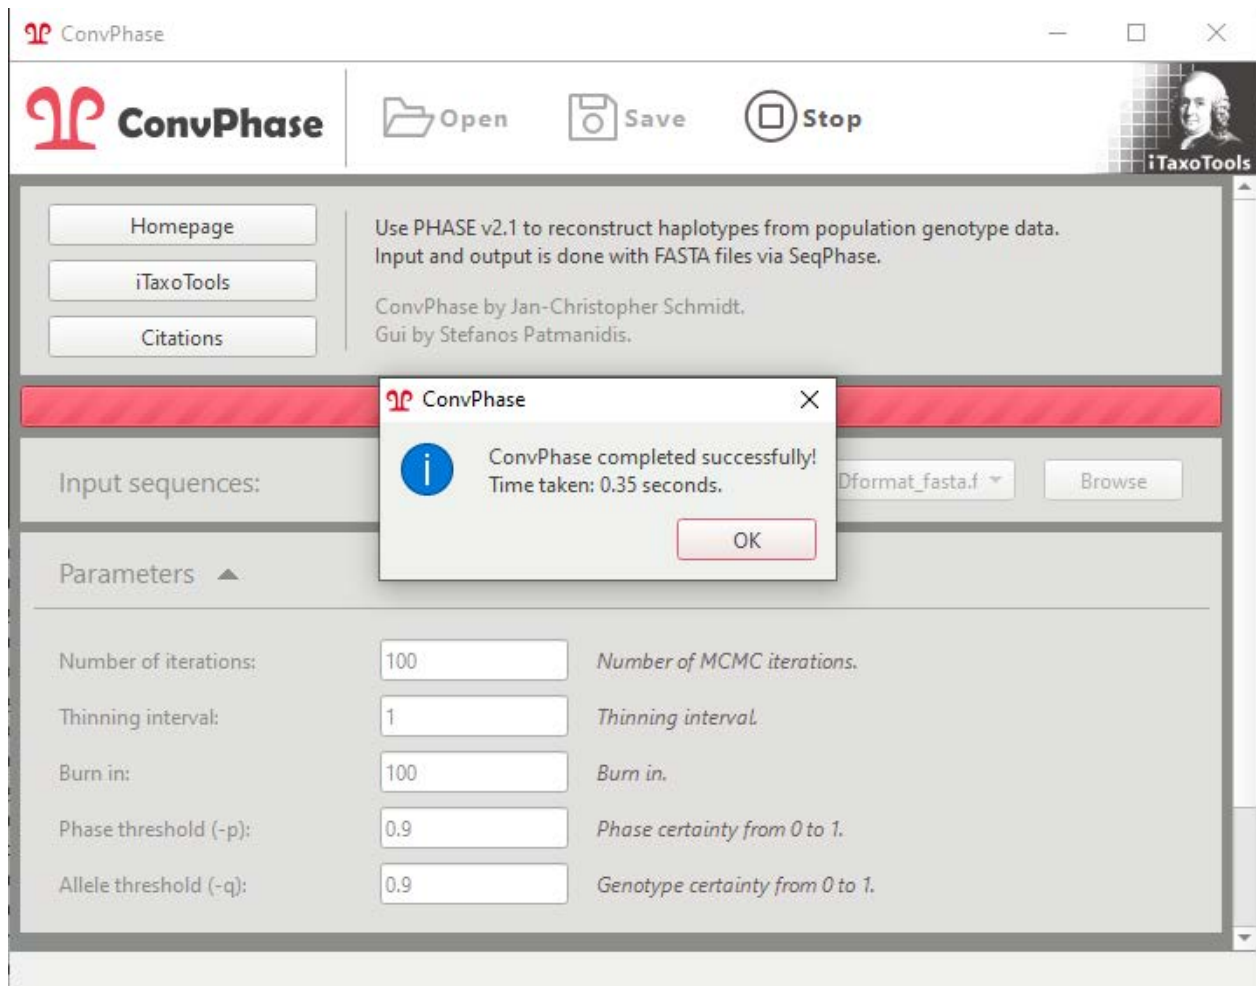 ConvPhase
ConvPhase
Open
Save
Stop
iTaxoTools
Homepage
iTaxoTools
Citations
Use PHASE v2.1 to reconstruct haplotypes from population genotype data.
Input and output is done with FASTA files via SeqPhase.
ConvPhase by Jan-Christopher Schmidt.
Gui by Stefanos Patmanidis.
ConvPhase
ConvPhase completed successfully!
Time taken: 0.35 seconds.
OK
Input sequences:
Dformat_fasta.f
Browse
Parameters
Number of iterations:
100
Number of MCMC iterations.
Thinning interval:
1
Thinning interval.
Burn in:
100
Burn in.
Phase threshold (-p):
0.9
Phase certainty from 0 to 1.
Allele threshold (-q):
0.9
Genotype certainty from 0 to 1.